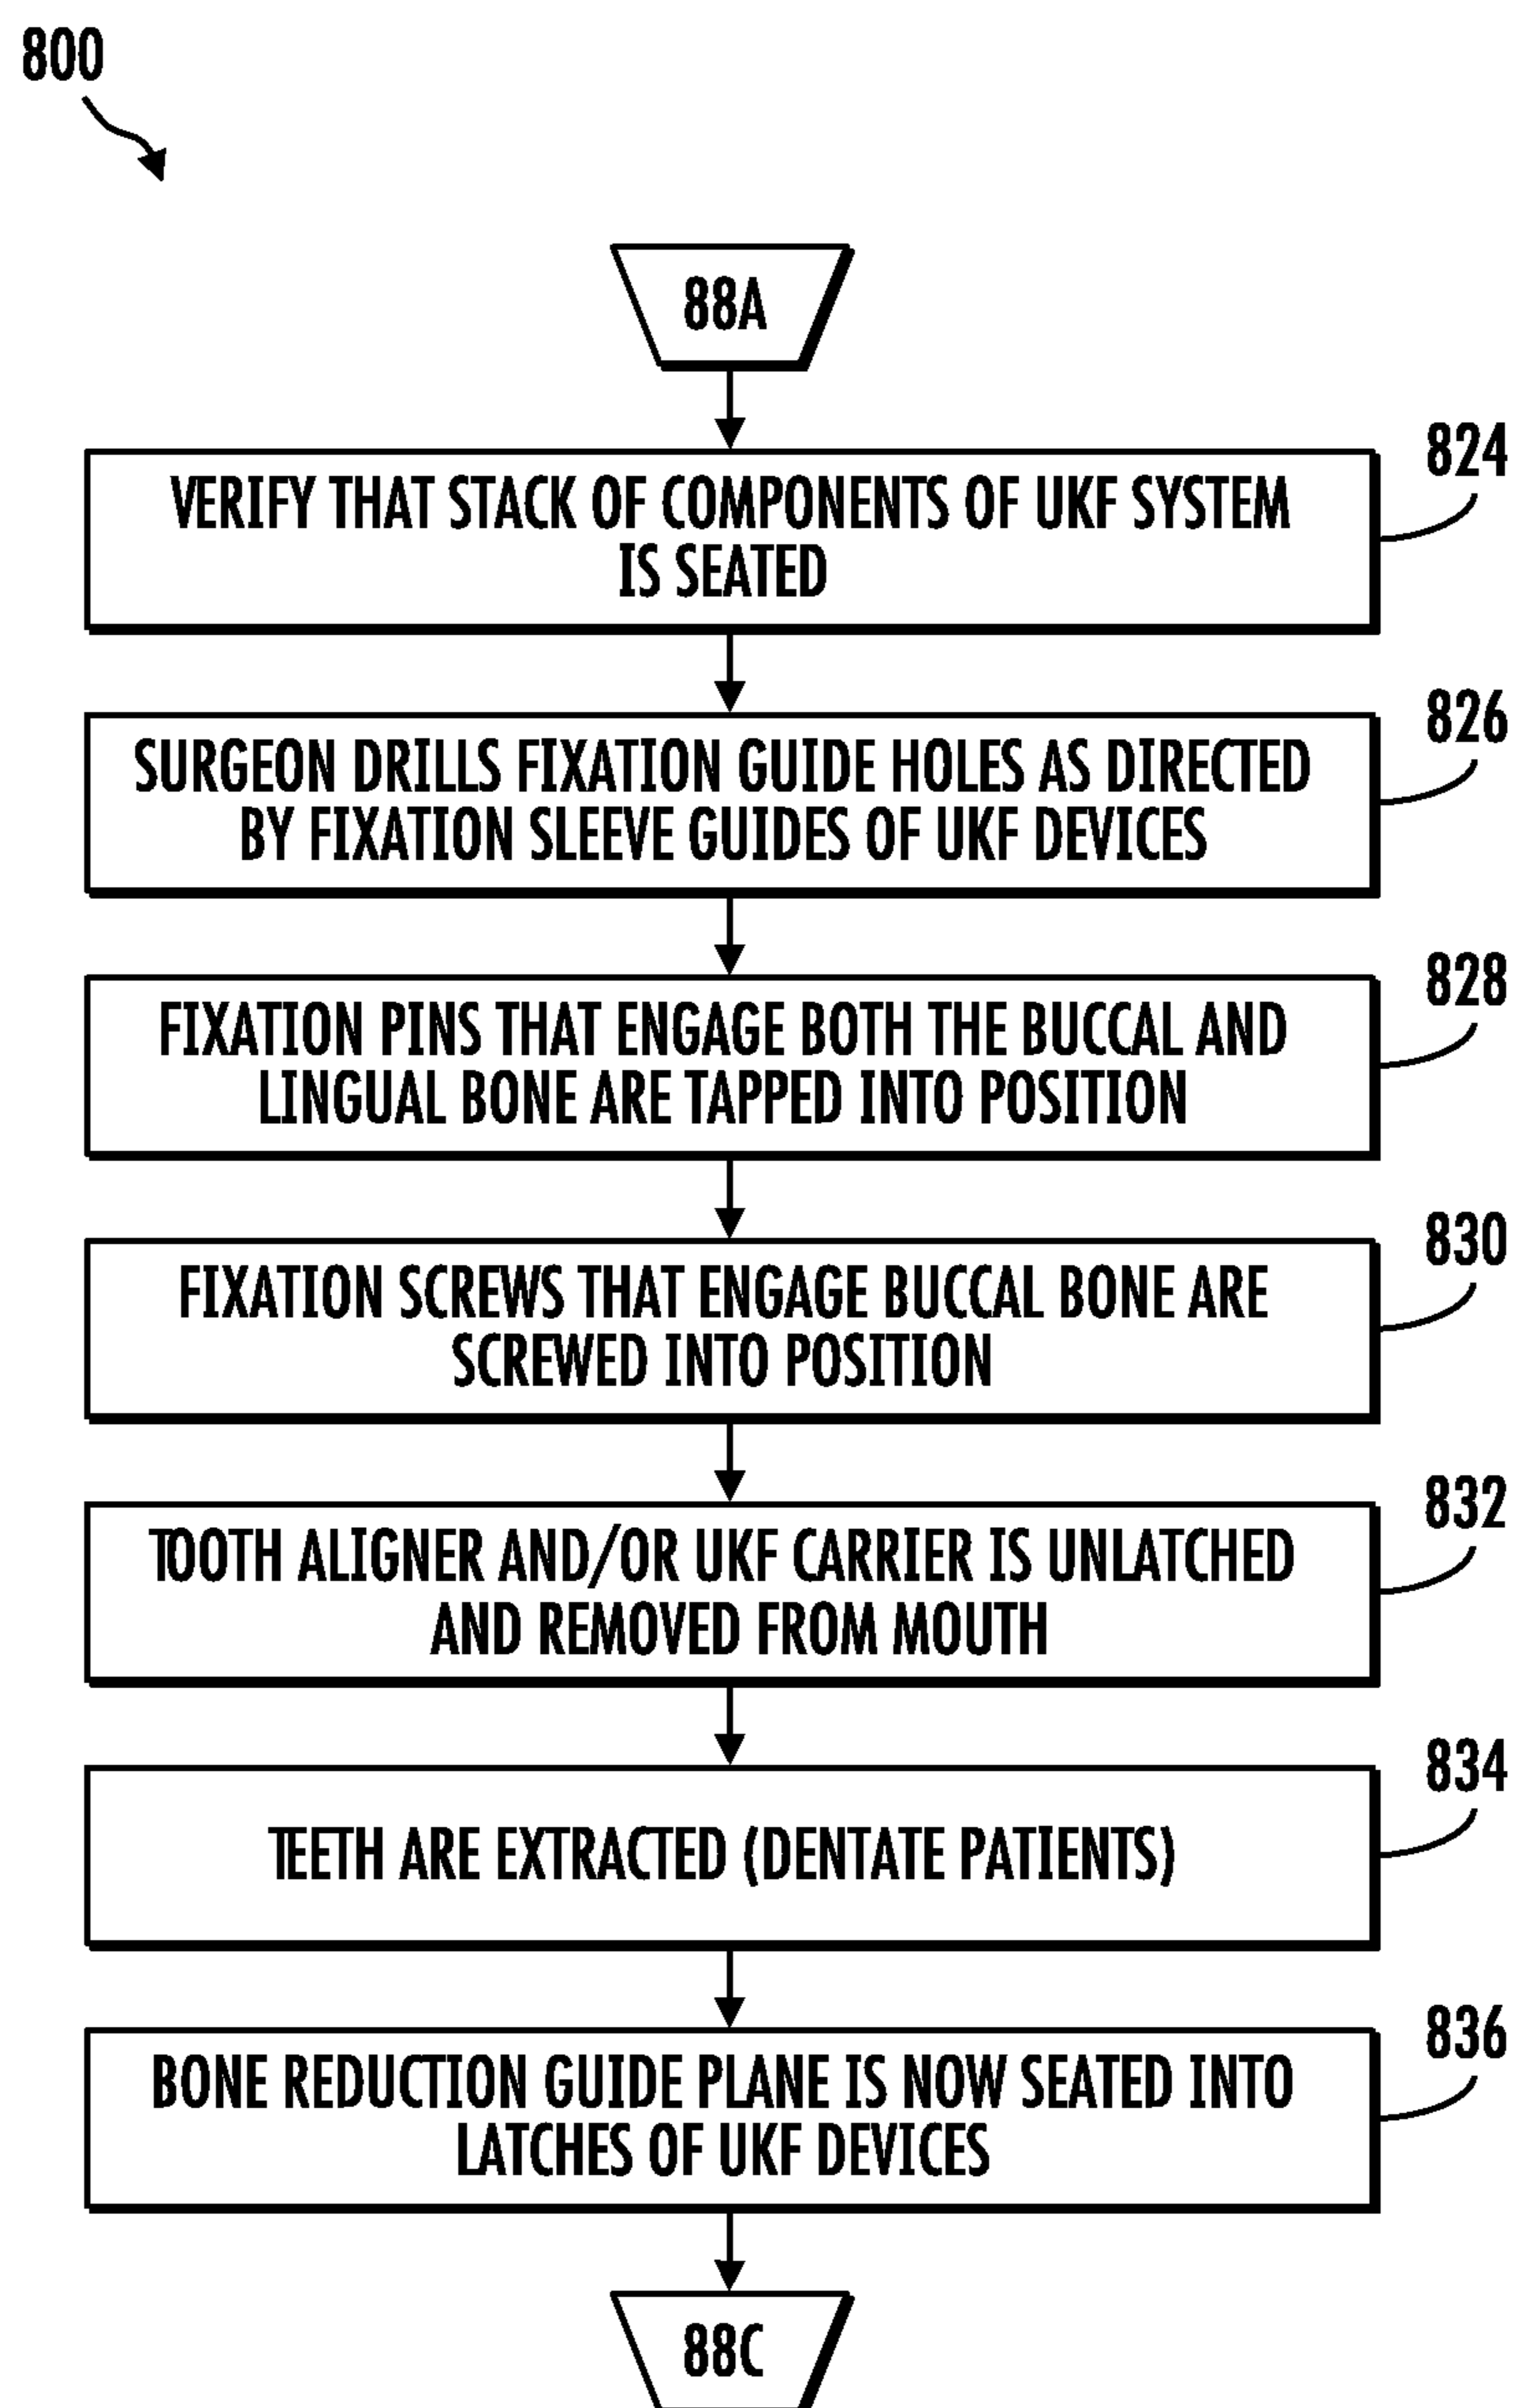 800
88A
824
VERIFY THAT STACK OF COMPONENTS OF UKF SYSTEM
IS SEATED
826
SURGEON DRILLS FIXATION GUIDE HOLES AS DIRECTED
BY FIXATION SLEEVE GUIDES OF UKF DEVICES
828
FIXATION PINS THAT ENGAGE BOTH THE BUCCAL AND
LINGUAL BONE ARE TAPPED INTO POSITION
830
FIXATION SCREWS THAT ENGAGE BUCCAL BONE ARE
SCREWED INTO POSITION
832
TOOTH ALIGNER AND/OR UKF CARRIER IS UNLATCHED
AND REMOVED FROM MOUTH
834
TEETH ARE EXTRACTED (DENTATE PATIENTS)
836
BONE REDUCTION GUIDE PLANE IS NOW SEATED INTO
LATCHES OF UKF DEVICES
88C